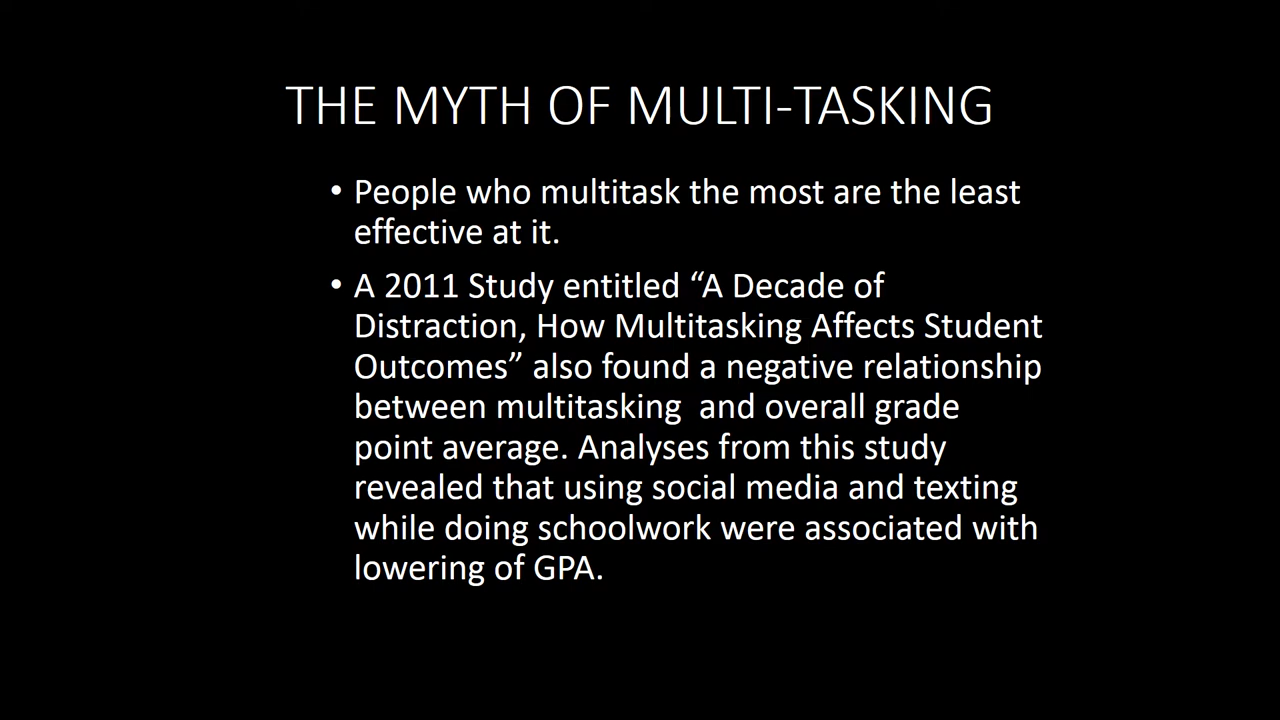 THE MYTH OF MULTI-TASKING
• People who multitask the most are the least
effective at it.
• A 2011 Study entitled “A Decade of
Distraction, How Multitasking Affects Student
Outcomes” also found a negative relationship
between multitasking  and overall grade
point average. Analyses from this study
revealed that using social media and texting
while doing schoolwork were associated with
lowering of GPA.